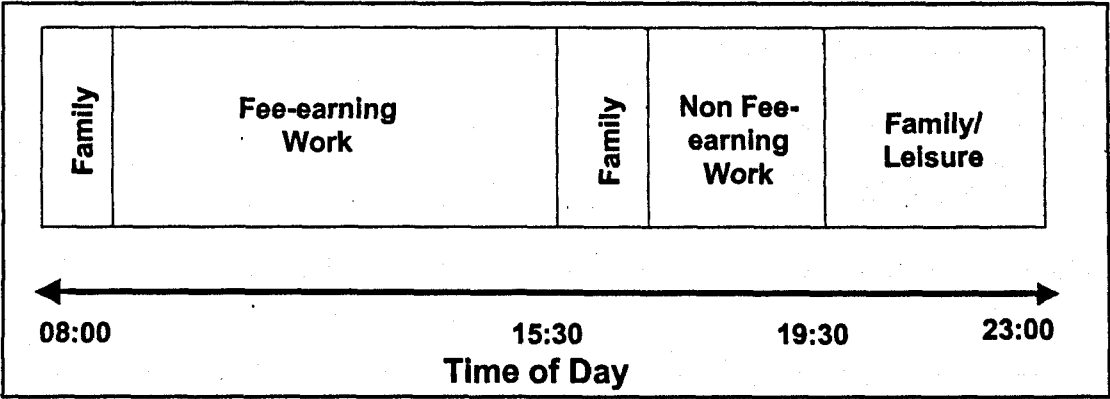 Family
Fee-earning
Work
Family
Non Fee-
earning
Work
Family/
Leisure
08:00
15:30
19:30
23:00
Time of Day